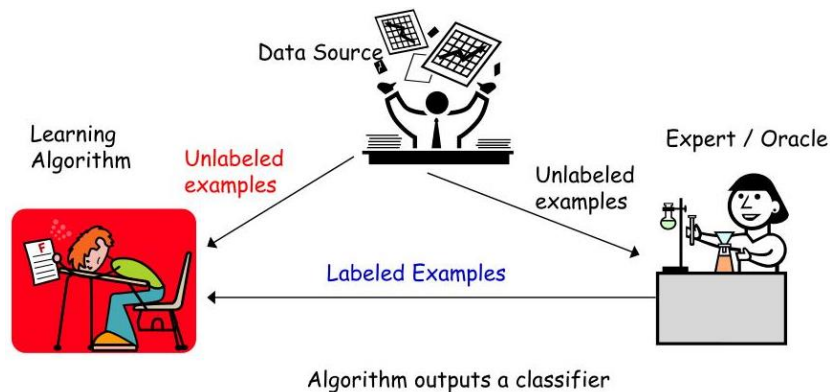 Data Source
Learning
Algorithm
Expert / Oracle
Unlabeled
examples
Unlabeled
examples
F
Labeled Examples
Algorithm outputs a classifier